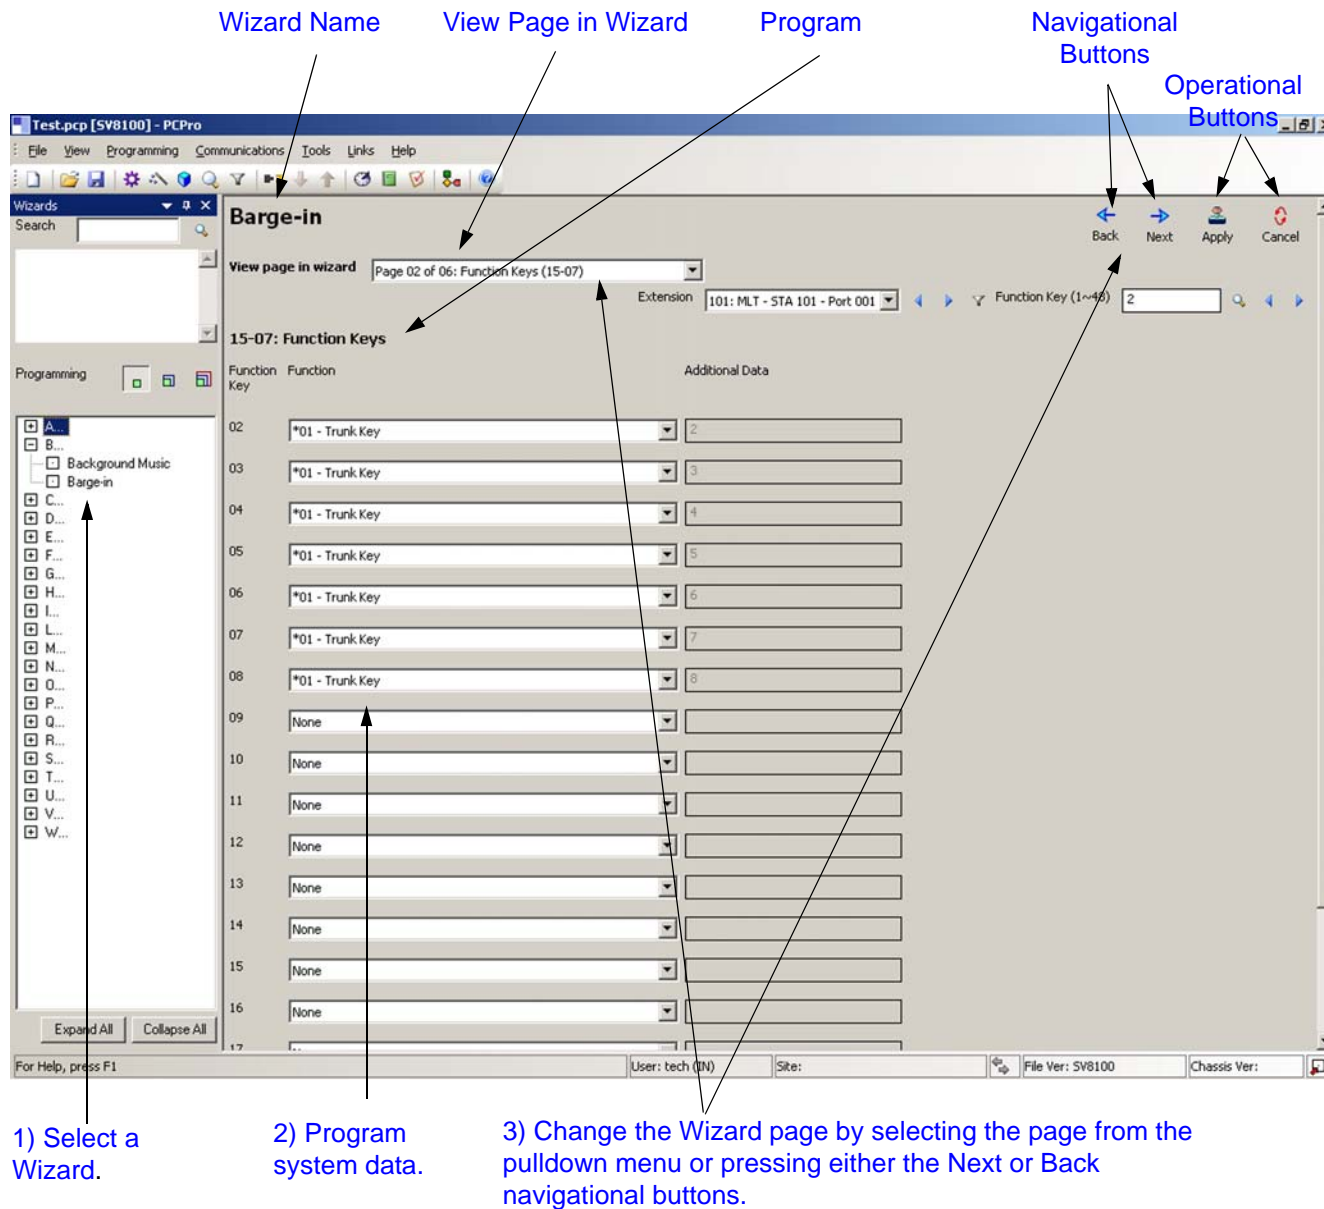 Wizard Name
View Page in Wizard
Program
Navigational
Buttons
Operational
Buttons
Test.pcp [SV8100] - PCPro
File View Programming Communications Tools Links Help
Wizards
Search
Barge-in
Back Next Apply Cancel
View page in wizard Page 02 of 06: Function Keys (15-07)
Extension 101: MLT - STA 101 - Port 001 Function Key (1~48) 2
15-07: Function Keys
Programming
Function Key Function Additional Data
02 *01 - Trunk Key 2
03 *01 - Trunk Key 3
04 *01 - Trunk Key 4
05 *01 - Trunk Key 5
06 *01 - Trunk Key 6
07 *01 - Trunk Key 7
08 *01 - Trunk Key 8
09 None
10 None
11 None
12 None
13 None
14 None
15 None
16 None
17
A...
B...
Background Music
Barge-in
C...
D...
E...
F...
G...
H...
I...
L...
M...
N...
O...
P...
Q...
R...
S...
T...
U...
V...
W...
Expand All Collapse All
For Help, press F1 User: tech (IN) Site: File Ver: SV8100 Chassis Ver:
1) Select a
Wizard.
2) Program
system data.
3) Change the Wizard page by selecting the page from the
pulldown menu or pressing either the Next or Back
navigational buttons.